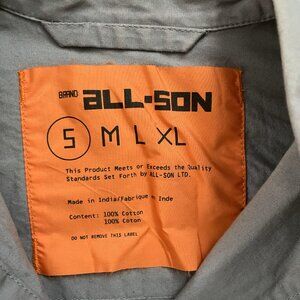 BRAND ALL-SON
S M L XL
This Product Meets or Exceeds the Quality
Standards Set Forth by ALL-SON LTD.
Made in India/Fabrique en Inde
Content: 100% Cotton
100% Coton
DO NOT REMOVE THIS LABEL